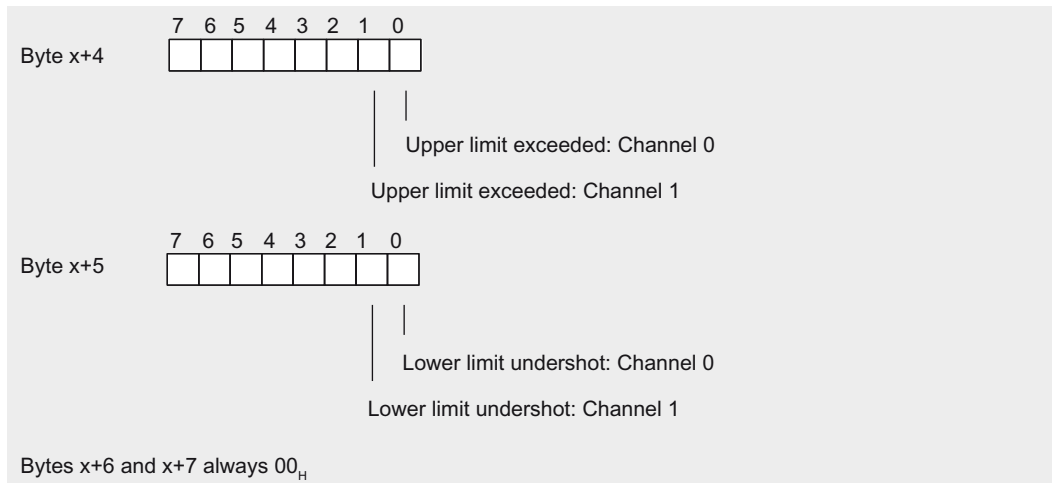 7 6 5 4 3 2 1 0
Byte x+4
Upper limit exceeded: Channel 0
Upper limit exceeded: Channel 1
7 6 5 4 3 2 1 0
Byte x+5
Lower limit undershot: Channel 0
Lower limit undershot: Channel 1
Bytes x+6 and x+7 always 00H